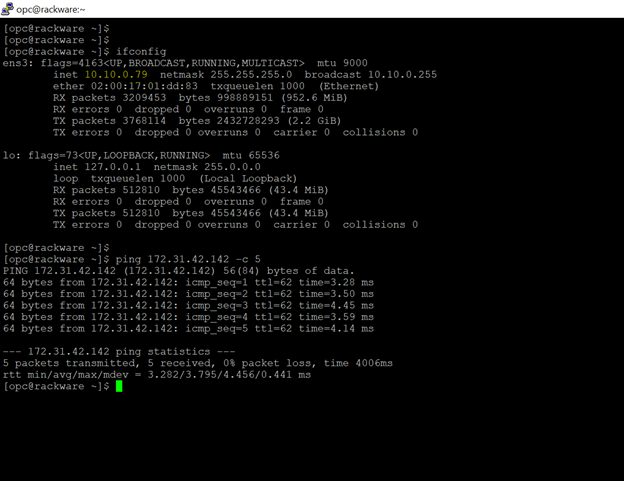 opc@rackware:~
[opc@rackware ~]$
[opc@rackware ~]$
[opc@rackware ~]$ ifconfig
ens3: flags=4163<UP,BROADCAST,RUNNING,MULTICAST>  mtu 9000
        inet 10.10.0.79  netmask 255.255.255.0  broadcast 10.10.0.255
        ether 02:00:17:01:dd:83  txqueuelen 1000  (Ethernet)
        RX packets 3209453  bytes 998889151 (952.6 MiB)
        RX errors 0  dropped 0  overruns 0  frame 0
        TX packets 3768114  bytes 2432728293 (2.2 GiB)
        TX errors 0  dropped 0 overruns 0  carrier 0  collisions 0
lo: flags=73<UP,LOOPBACK,RUNNING>  mtu 65536
        inet 127.0.0.1  netmask 255.0.0.0
        loop  txqueuelen 1000  (Local Loopback)
        RX packets 512810  bytes 45543466 (43.4 MiB)
        RX errors 0  dropped 0  overruns 0  frame 0
        TX packets 512810  bytes 45543466 (43.4 MiB)
        TX errors 0  dropped 0 overruns 0  carrier 0  collisions 0
[opc@rackware ~]$
[opc@rackware ~]$ ping 172.31.42.142 -c 5
PING 172.31.42.142 (172.31.42.142) 56(84) bytes of data.
64 bytes from 172.31.42.142: icmp_seq=1 ttl=62 time=3.28 ms
64 bytes from 172.31.42.142: icmp_seq=2 ttl=62 time=3.50 ms
64 bytes from 172.31.42.142: icmp_seq=3 ttl=62 time=4.45 ms
64 bytes from 172.31.42.142: icmp_seq=4 ttl=62 time=3.59 ms
64 bytes from 172.31.42.142: icmp_seq=5 ttl=62 time=4.14 ms
--- 172.31.42.142 ping statistics ---
5 packets transmitted, 5 received, 0% packet loss, time 4006ms
rtt min/avg/max/mdev = 3.282/3.795/4.456/0.441 ms
[opc@rackware ~]$